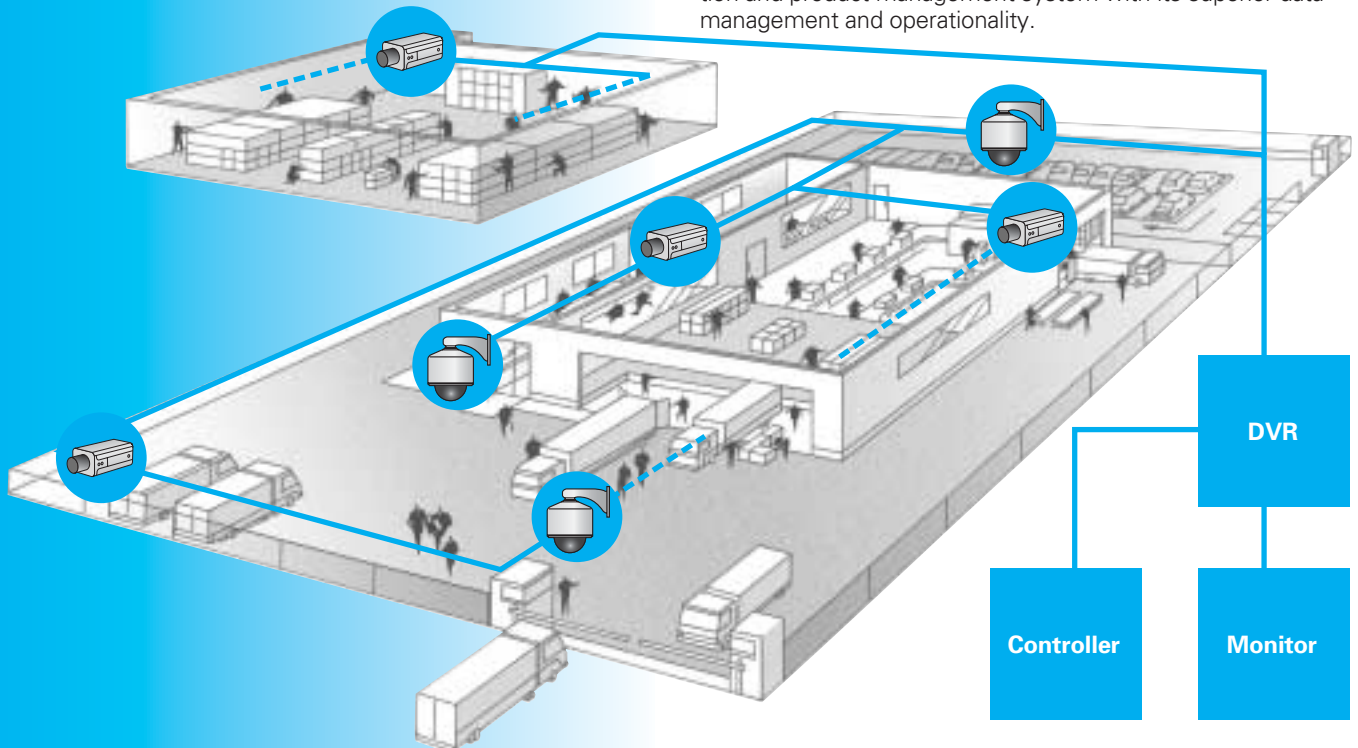 management and operationality.
DVR
Controller
Monitor